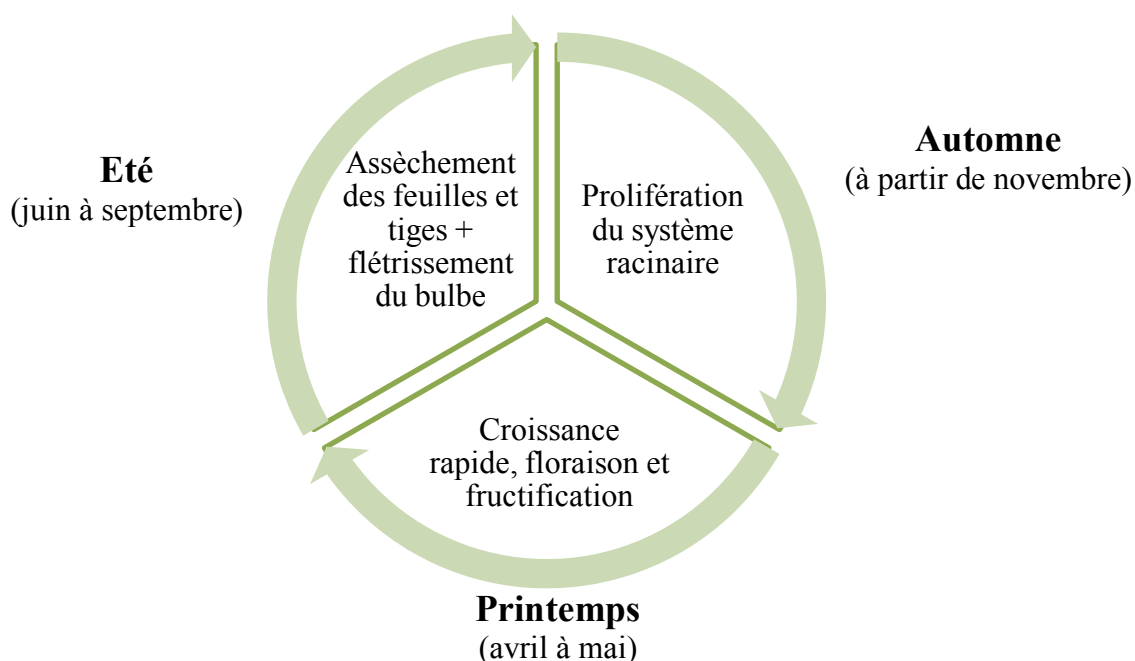 Eté
(juin à septembre)
Assèchement
des feuilles et
tiges +
flétrissement
du bulbe
Prolifération
du système
racinaire
Automne
(à partir de novembre)
Croissance
rapide, floraison et
fructification
Printemps
(avril à mai)